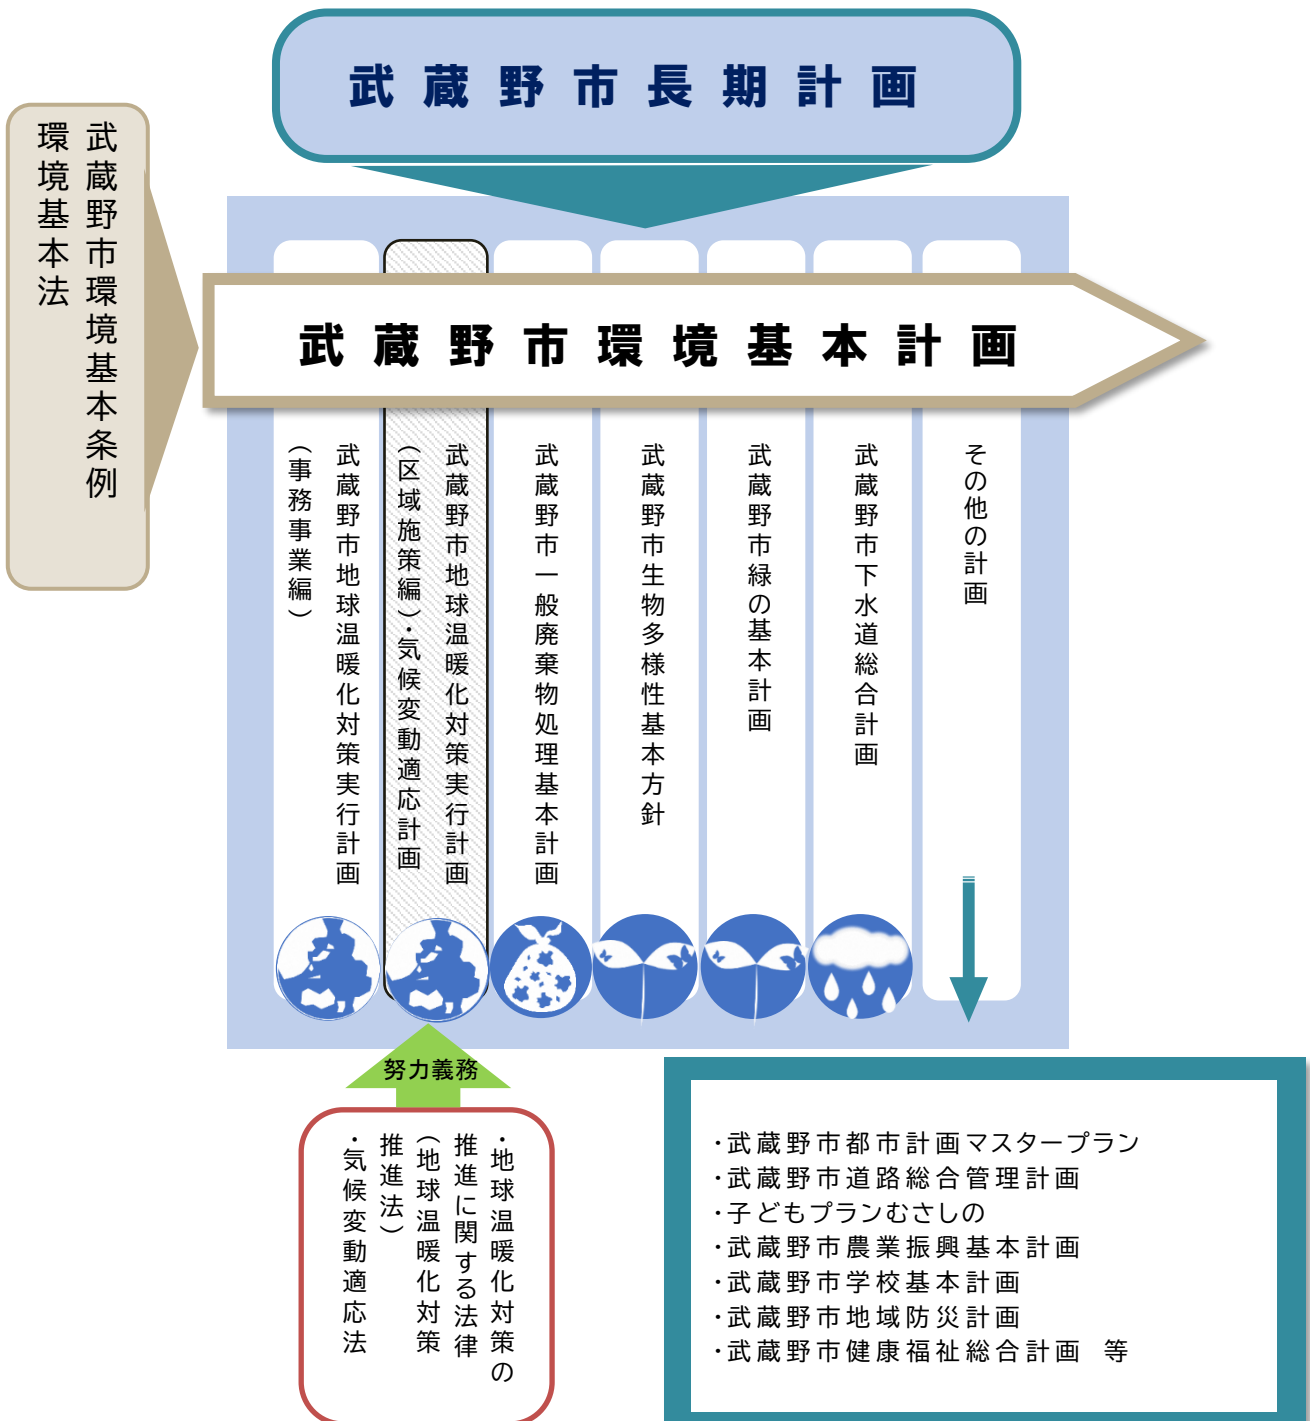 武蔵野市長期計画
武蔵野市環境基本条例
環境基本法
武蔵野市環境基本計画
武蔵野市地球温暖化対策実行計画
（事務事業編）
武蔵野市地球温暖化対策実行計画
（区域施策編）・気候変動適応計画
武蔵野市一般廃棄物処理基本計画
武蔵野市生物多様性基本方針
武蔵野市緑の基本計画
武蔵野市下水道総合計画
その他の計画
努力義務
・地球温暖化対策の
推進に関する法律
（地球温暖化対策
推進法）
・気候変動適応法
・武蔵野市都市計画マスタープラン
・武蔵野市道路総合管理計画
・子どもプランむさしの
・武蔵野市農業振興基本計画
・武蔵野市学校基本計画
・武蔵野市地域防災計画
・武蔵野市健康福祉総合計画　等